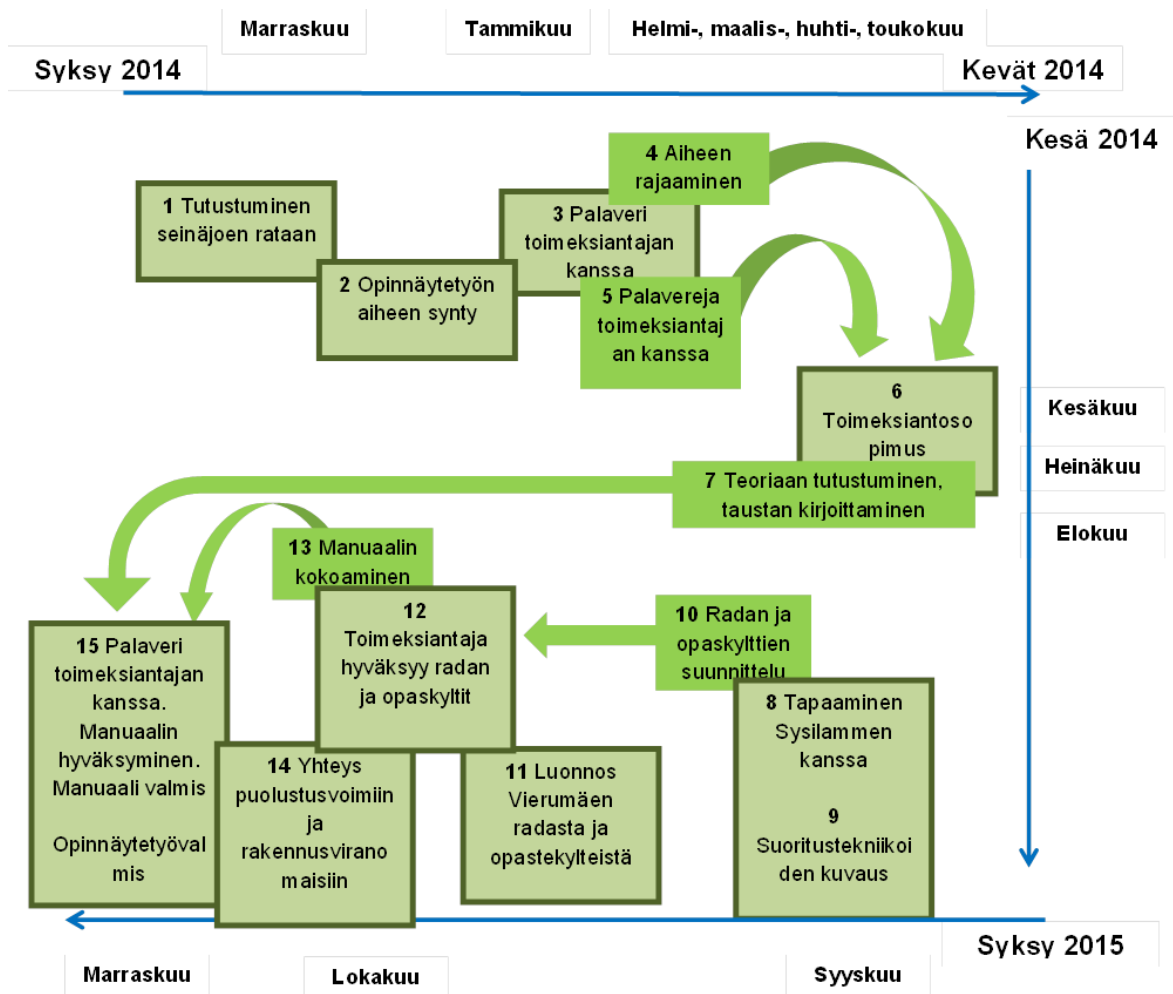 Marraskuu
Tammikuu
Helmi-, maalis-, huhti-, toukokuu
Syksy 2014
Kevät 2014
Kesä 2014
4 Aiheen
rajaaminen
1 Tutustuminen
seinäjoen rataan
3 Palaveri
toimeksiantajan
kanssa
2 Opinnäytetyön
aiheen synty
5 Palavereja
toimeksiantaj
an kanssa
6
Toimeksiantoso
pimus
Kesäkuu
Heinäkuu
7 Teoriaan tutustuminen,
taustan kirjoittaminen
Elokuu
13 Manuaalin
kokoaminen
12
Toimeksiantaja
hyväksyy radan
ja opaskyltit
10 Radan ja
opaskylttien
suunnittelu
15 Palaveri
toimeksiantajan
kanssa.
Manuaalin
hyväksyminen.
Manuaali valmis
Opinnäytetyöval
mis
14 Yhteys
puolustusvoimiin
ja
rakennusvirano
maisiin
11 Luonnos
Vierumäen
radasta ja
opastekylteistä
8 Tapaaminen
Sysilammen
kanssa
9
Suoritustekniikoi
den kuvaus
Syksy 2015
Marraskuu
Lokakuu
Syyskuu